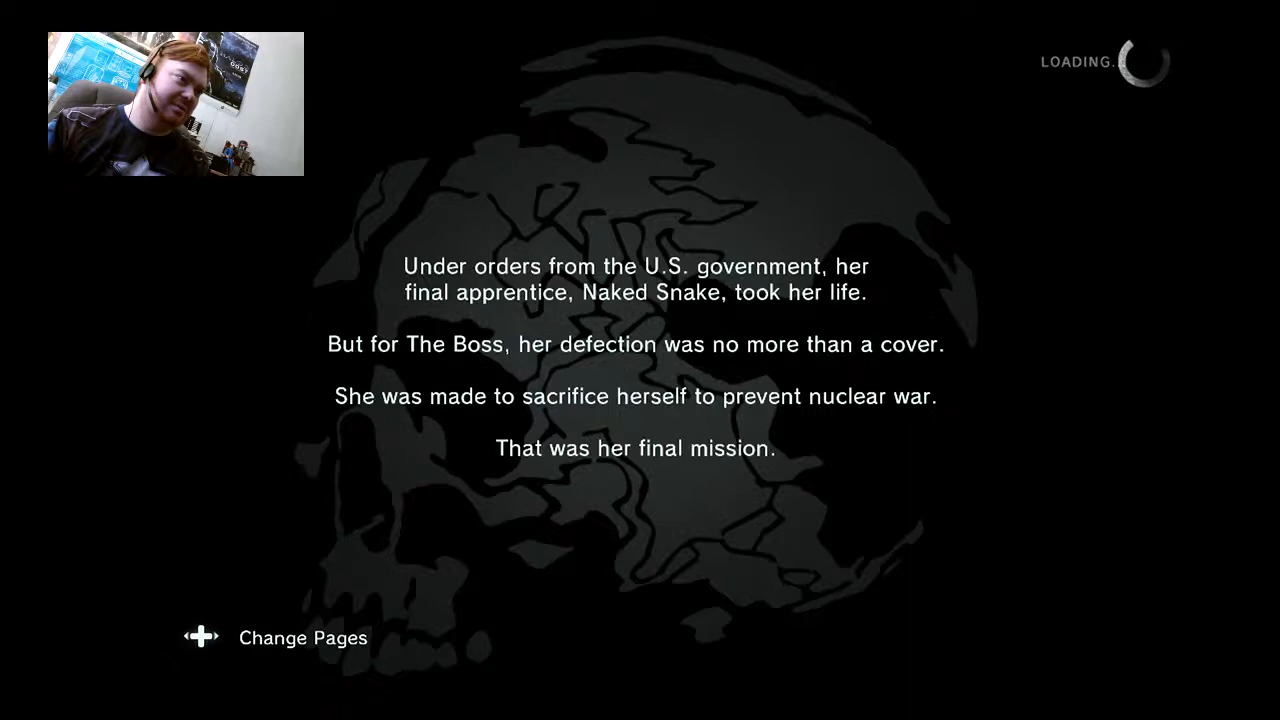 LOADING..
Under orders from the U.S. government, her
final apprentice, Naked Snake, took her life.
But for The Boss, her defection was no more than a cover.
She was made to sacrifice herself to prevent nuclear war.
That was her final mission.
Change Pages